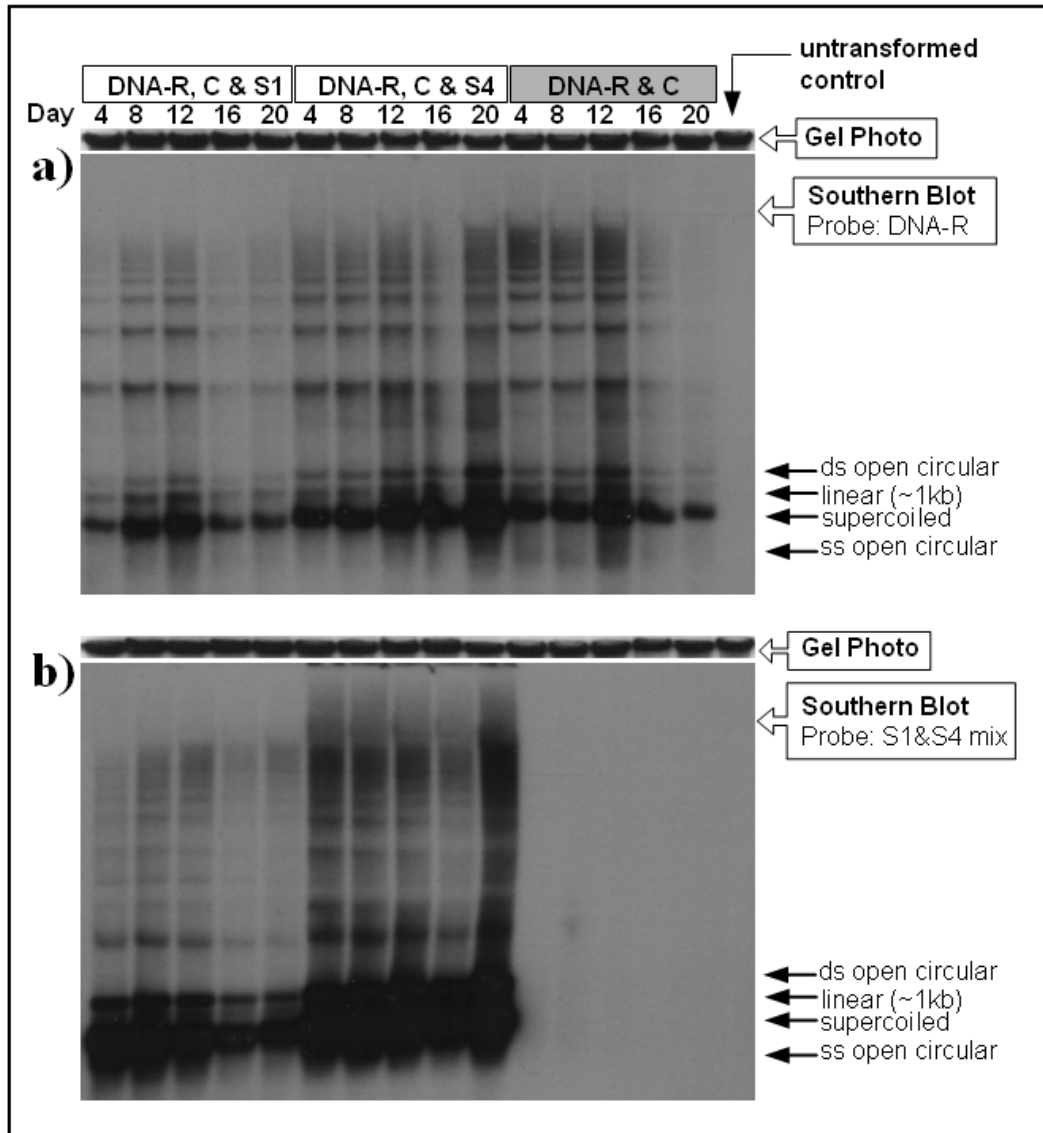 untransformed
control
DNA-R, C & S1 DNA-R, C & S4 DNA-R & C
Day 4 8 12 16 20 4 8 12 16 20 4 8 12 16 20
Gel Photo
a)
Southern Blot
Probe: DNA-R
ds open circular
linear (~1kb)
supercoiled
ss open circular
Gel Photo
b)
Southern Blot
Probe: S1&S4 mix
ds open circular
linear (~1kb)
supercoiled
ss open circular